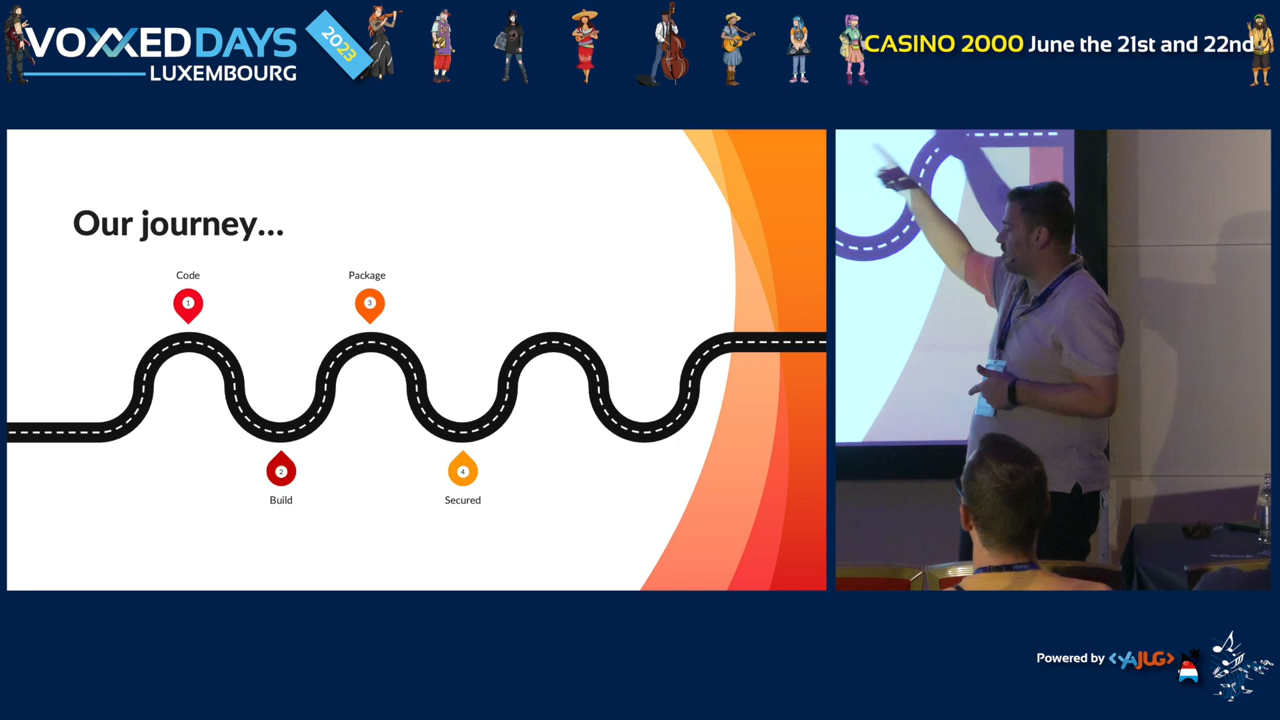 VOXXED DAYS
LUXEMBOURG
2023
CASINO 2000 June the 21st and 22nd
Our journey...
Code
Package
1
3
2
4
Build
Secured
Powered by <YAJUG>